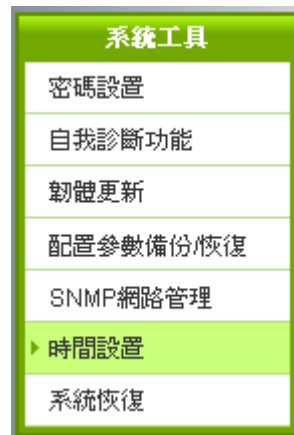 系統工具
密碼設置
自我診斷功能
韌體更新
配置參數備份/恢復
SNMP網路管理
時間設置
系統恢復